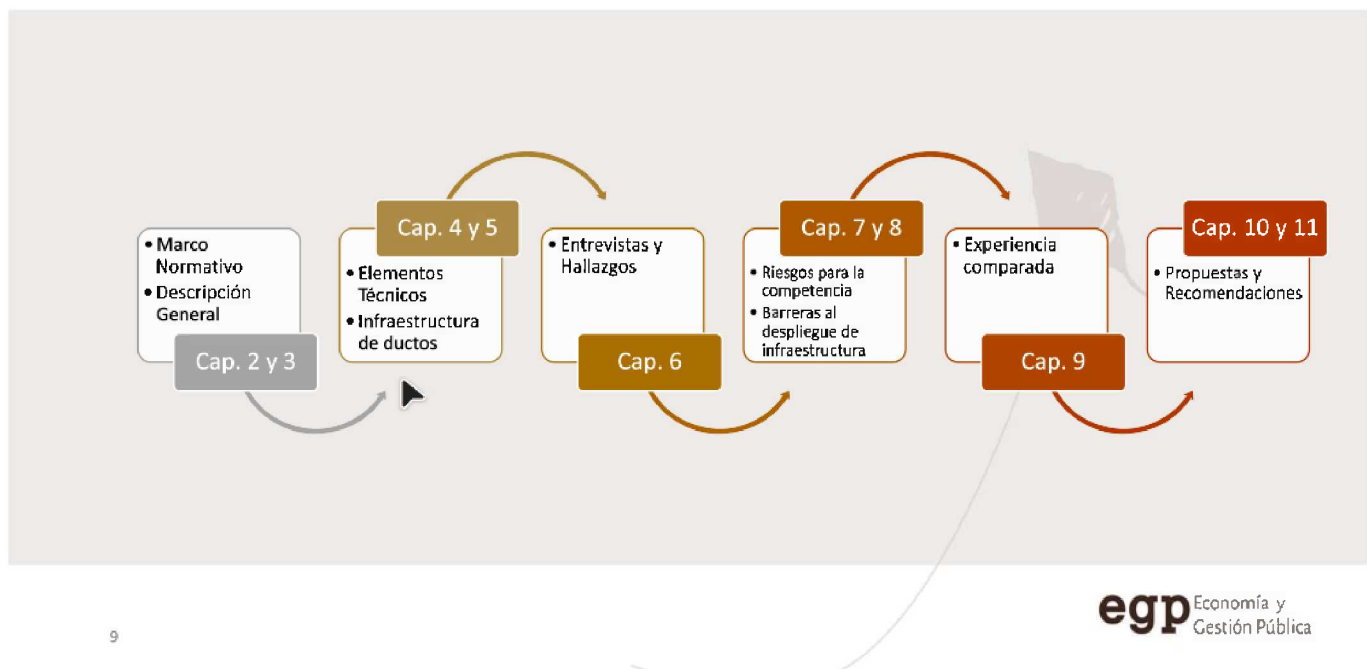 • Marco
Normativo
• Descripción
General
Cap. 2 y 3
Cap. 4 y 5
• Elementos
Técnicos
• Infraestructura
de ductos
• Entrevistas y
Hallazgos
Cap. 6
Cap. 7 y 8
• Riesgos para la
competencia
• Barreras al
despliegue de
infraestructura
• Experiencia
comparada
Cap. 9
Cap. 10 y 11
• Propuestas y
Recomendaciones
9
egp Economía y
Gestión Pública